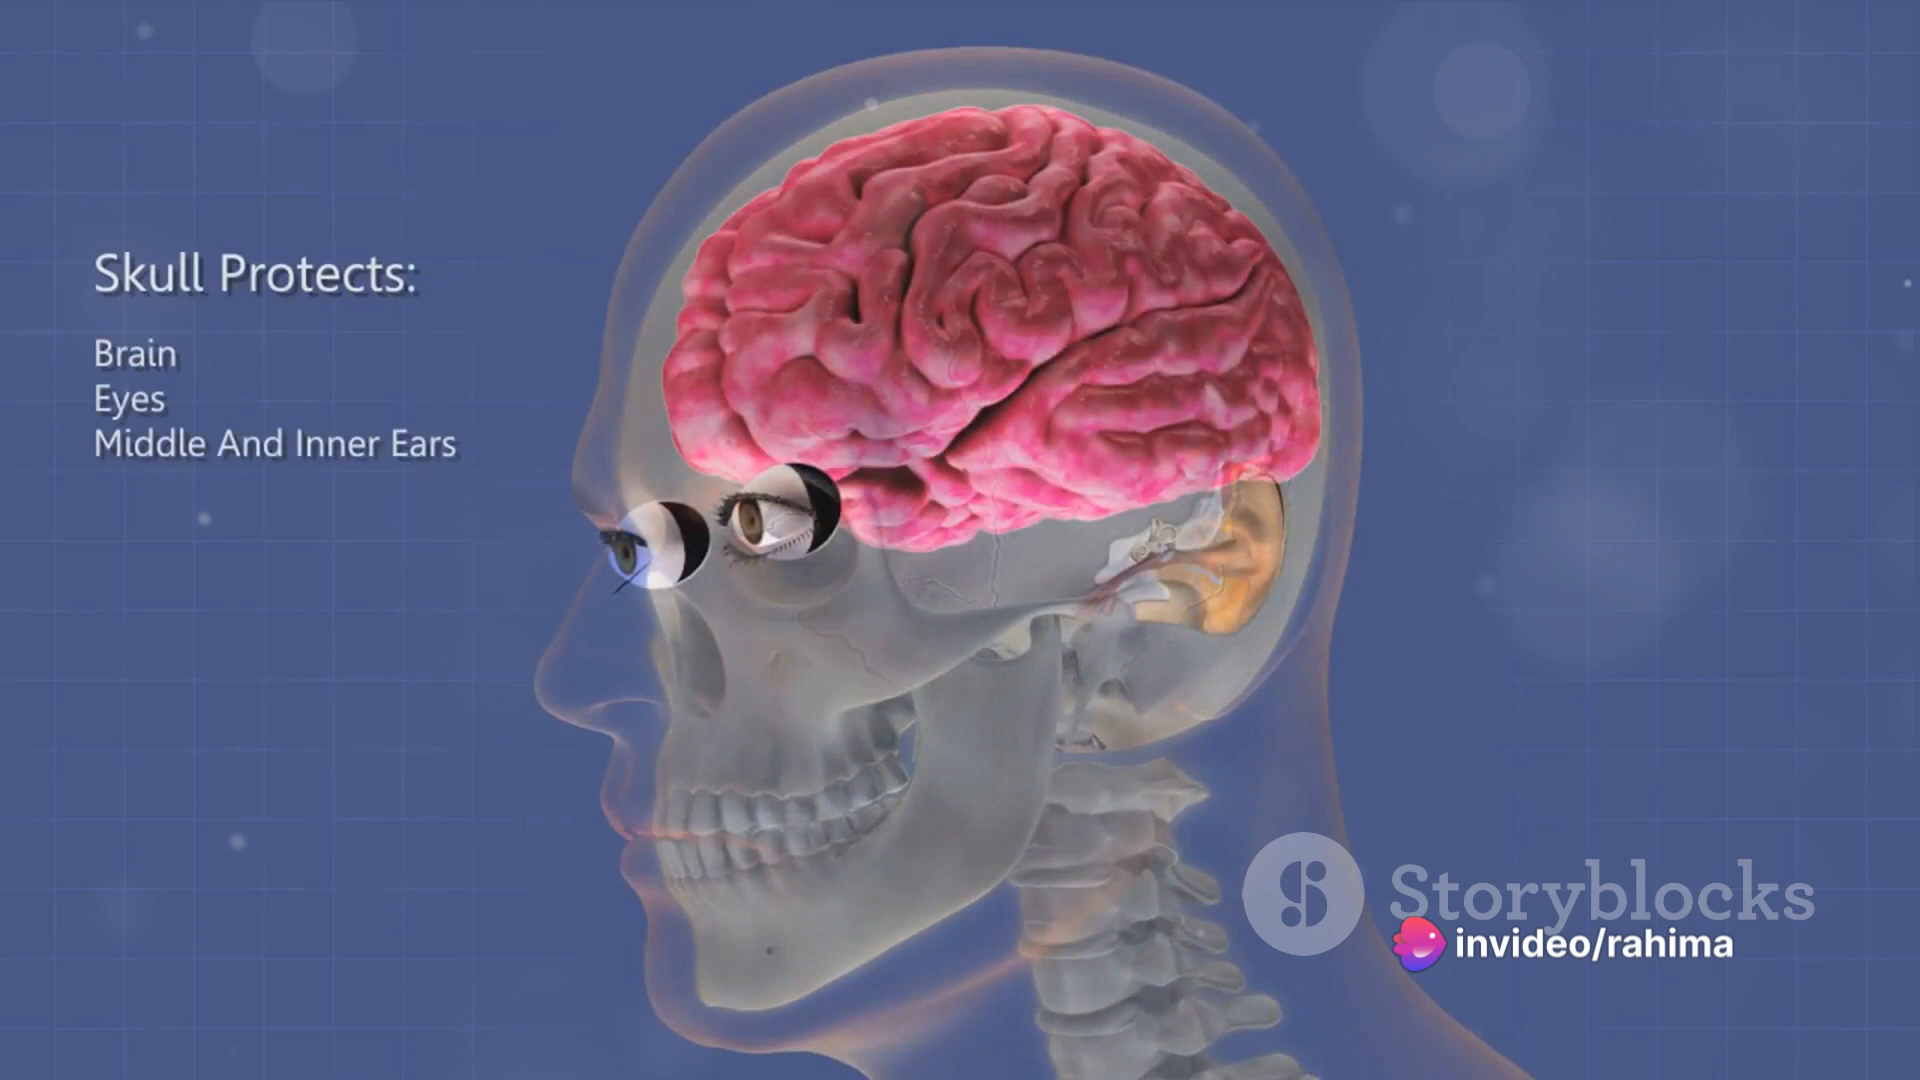 Skull Protects:
Brain
Eyes
Middle And Inner Ears
Storyblocks
invideo/rahima